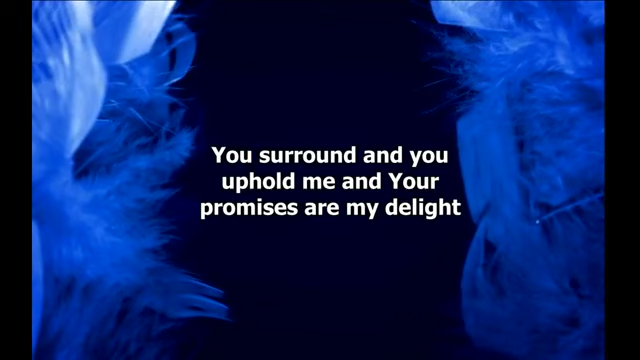 You surround and you
uphold me and Your
promises are my delight